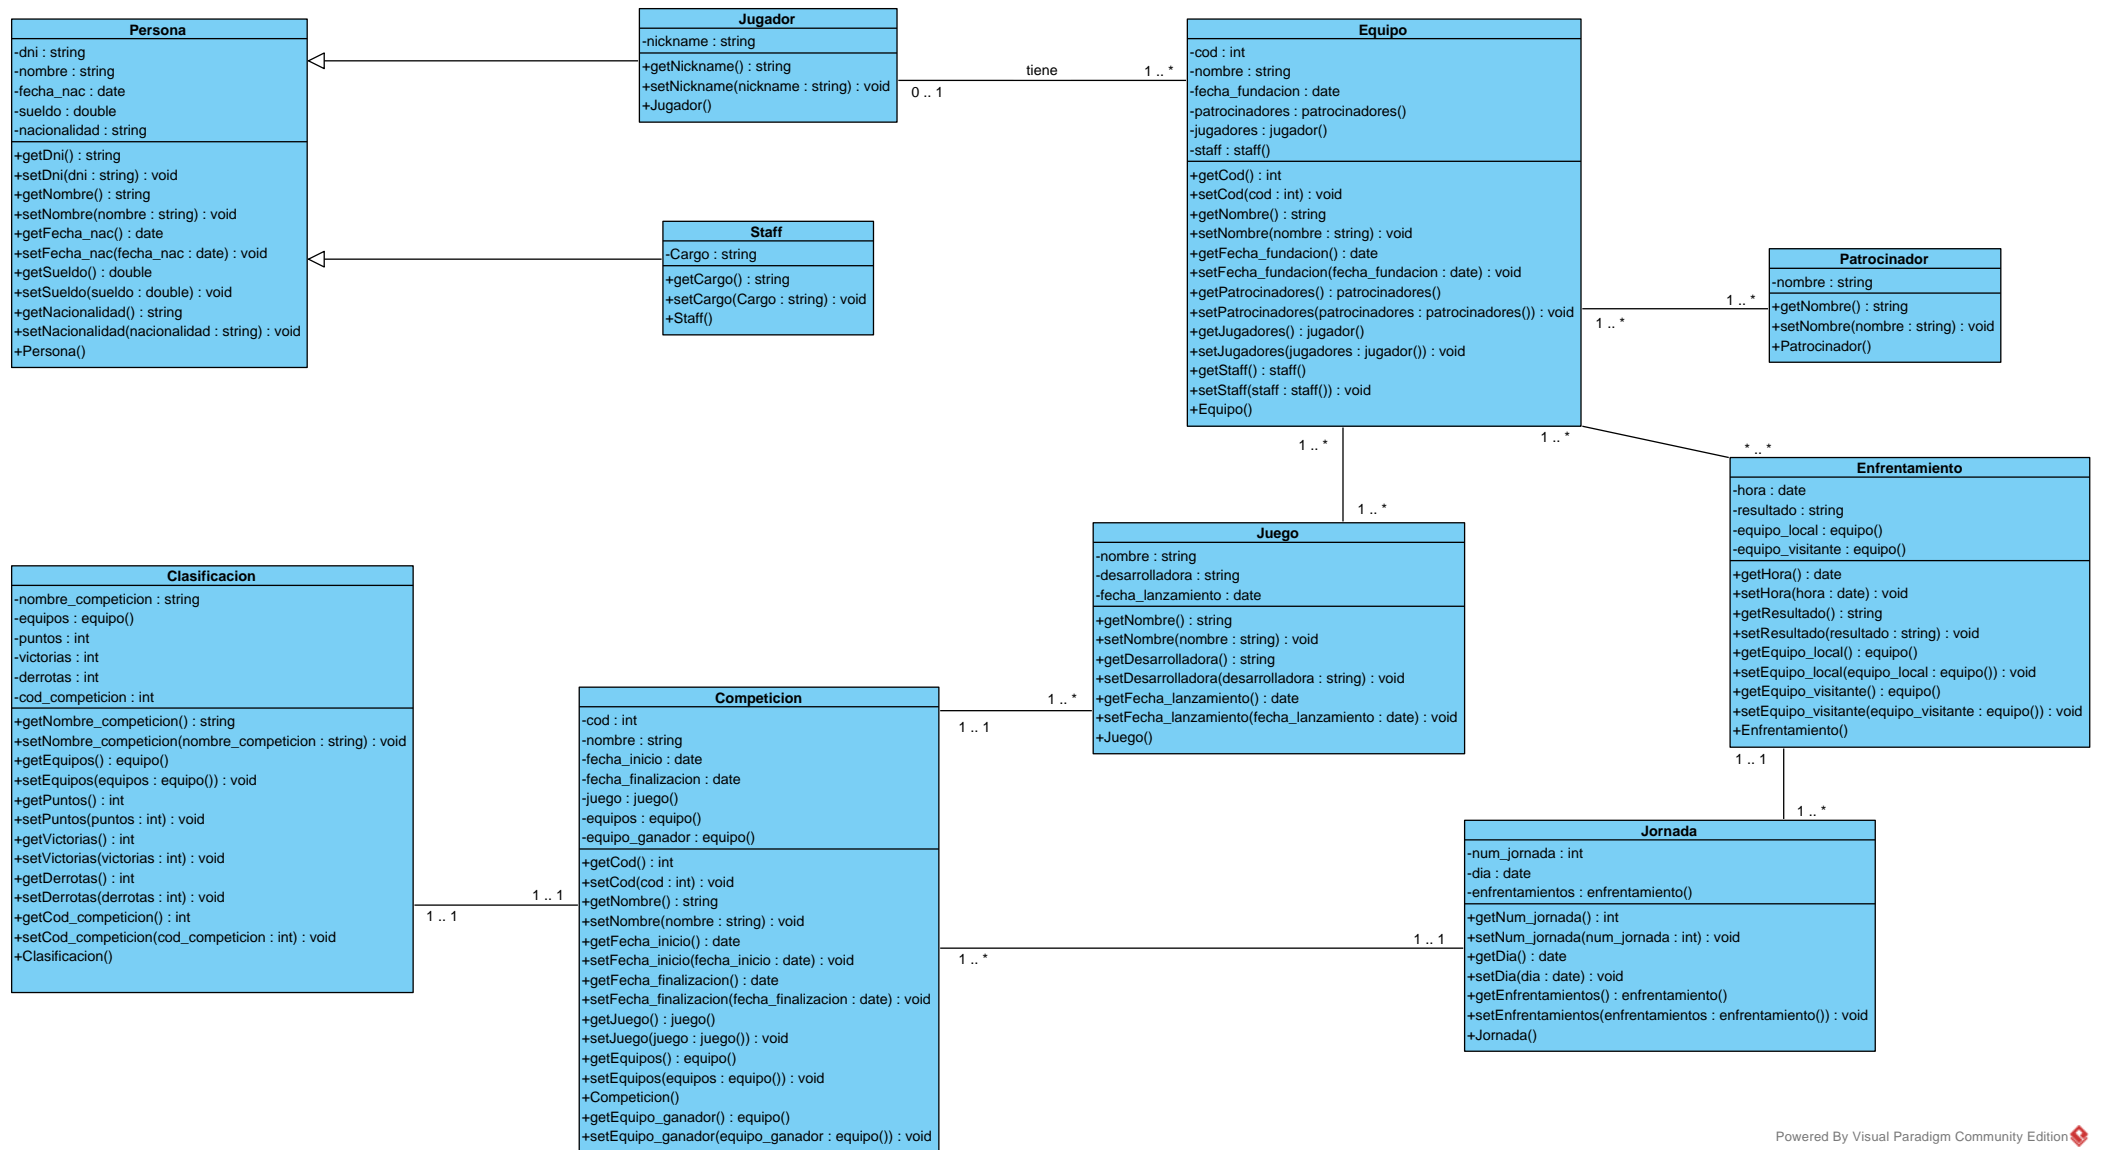 Persona
-dni : string
-nombre : string
-fecha_nac : date
-sueldo : double
-nacionalidad : string
+getDni() : string
+setDni(dni : string) : void
+getNombre() : string
+setNombre(nombre : string) : void
+getFecha_nac() : date
+setFecha_nac(fecha_nac : date) : void
+getSueldo() : double
+setSueldo(sueldo : double) : void
+getNacionalidad() : string
+setNacionalidad(nacionalidad : string) : void
+Persona()
Jugador
-nickname : string
+getNickname() : string
+setNickname(nickname : string) : void
+Jugador()
0 .. 1
tiene
1 .. *
Equipo
-cod : int
-nombre : string
-fecha_fundacion : date
-patrocinadores : patrocinadores()
-jugadores : jugador()
-staff : staff()
+getCod() : int
+setCod(cod : int) : void
+getNombre() : string
+setNombre(nombre : string) : void
+getFecha_fundacion() : date
+setFecha_fundacion(fecha_fundacion : date) : void
+getPatrocinadores() : patrocinadores()
+setPatrocinadores(patrocinadores : patrocinadores()) : void
+getJugadores() : jugador()
+setJugadores(jugadores : jugador()) : void
+getStaff() : staff()
+setStaff(staff : staff()) : void
+Equipo()
Staff
-Cargo : string
+getCargo() : string
+setCargo(Cargo : string) : void
+Staff()
1 .. *
1 .. *
Patrocinador
-nombre : string
+getNombre() : string
+setNombre(nombre : string) : void
+Patrocinador()
1 .. *
1 .. *
1 .. *
* .. *
Enfrentamiento
-hora : date
-resultado : string
-equipo_local : equipo()
-equipo_visitante : equipo()
+getHora() : date
+setHora(hora : date) : void
+getResultado() : string
+setResultado(resultado : string) : void
+getEquipo_local() : equipo()
+setEquipo_local(equipo_local : equipo()) : void
+getEquipo_visitante() : equipo()
+setEquipo_visitante(equipo_visitante : equipo()) : void
+Enfrentamiento()
Juego
-nombre : string
-desarrolladora : string
-fecha_lanzamiento : date
+getNombre() : string
+setNombre(nombre : string) : void
+getDesarrolladora() : string
+setDesarrolladora(desarrolladora : string) : void
+getFecha_lanzamiento() : date
+setFecha_lanzamiento(fecha_lanzamiento : date) : void
+Juego()
Clasificacion
-nombre_competicion : string
-equipos : equipo()
-puntos : int
-victorias : int
-derrotas : int
-cod_competicion : int
+getNombre_competicion() : string
+setNombre_competicion(nombre_competicion : string) : void
+getEquipos() : equipo()
+setEquipos(equipos : equipo()) : void
+getPuntos() : int
+setPuntos(puntos : int) : void
+getVictorias() : int
+setVictorias(victorias : int) : void
+getDerrotas() : int
+setDerrotas(derrotas : int) : void
+getCod_competicion() : int
+setCod_competicion(cod_competicion : int) : void
+Clasificacion()
1 .. 1
1 .. 1
Competicion
-cod : int
-nombre : string
-fecha_inicio : date
-fecha_finalizacion : date
-juego : juego()
-equipos : equipo()
-equipo_ganador : equipo()
+getCod() : int
+setCod(cod : int) : void
+getNombre() : string
+setNombre(nombre : string) : void
+getFecha_inicio() : date
+setFecha_inicio(fecha_inicio : date) : void
+getFecha_finalizacion() : date
+setFecha_finalizacion(fecha_finalizacion : date) : void
+getJuego() : juego()
+setJuego(juego : juego()) : void
+getEquipos() : equipo()
+setEquipos(equipos : equipo()) : void
+Competicion()
+getEquipo_ganador() : equipo()
+setEquipo_ganador(equipo_ganador : equipo()) : void
1 .. *
1 .. 1
1 .. 1
1 .. *
1 .. 1
1 .. *
Jornada
-num_jornada : int
-dia : date
-enfrentamientos : enfrentamiento()
+getNum_jornada() : int
+setNum_jornada(num_jornada : int) : void
+getDia() : date
+setDia(dia : date) : void
+getEnfrentamientos() : enfrentamiento()
+setEnfrentamientos(enfrentamientos : enfrentamiento()) : void
+Jornada()
Powered By Visual Paradigm Community Edition